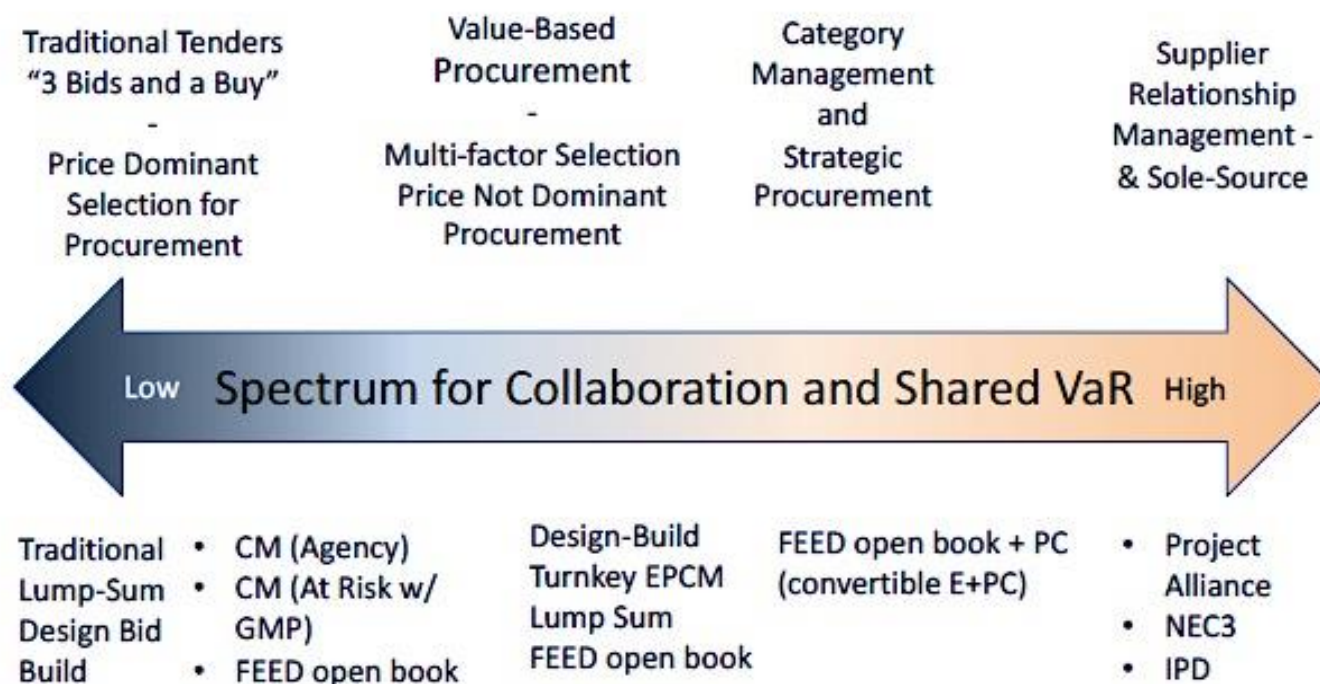 Traditional Tenders
“3 Bids and a Buy”
-
Price Dominant
Selection for
Procurement
Value-Based
Procurement
-
Multi-factor Selection
Price Not Dominant
Procurement
Category
Management
and
Strategic
Procurement
Supplier
Relationship
Management -
& Sole-Source
Low Spectrum for Collaboration and Shared VaR High
Traditional
Lump-Sum
Design Bid
Build
• CM (Agency)
• CM (At Risk w/
GMP)
• FEED open book
Design-Build
Turnkey EPCM
Lump Sum
FEED open book
FEED open book + PC
(convertible E+PC)
• Project
Alliance
• NEC3
• IPD